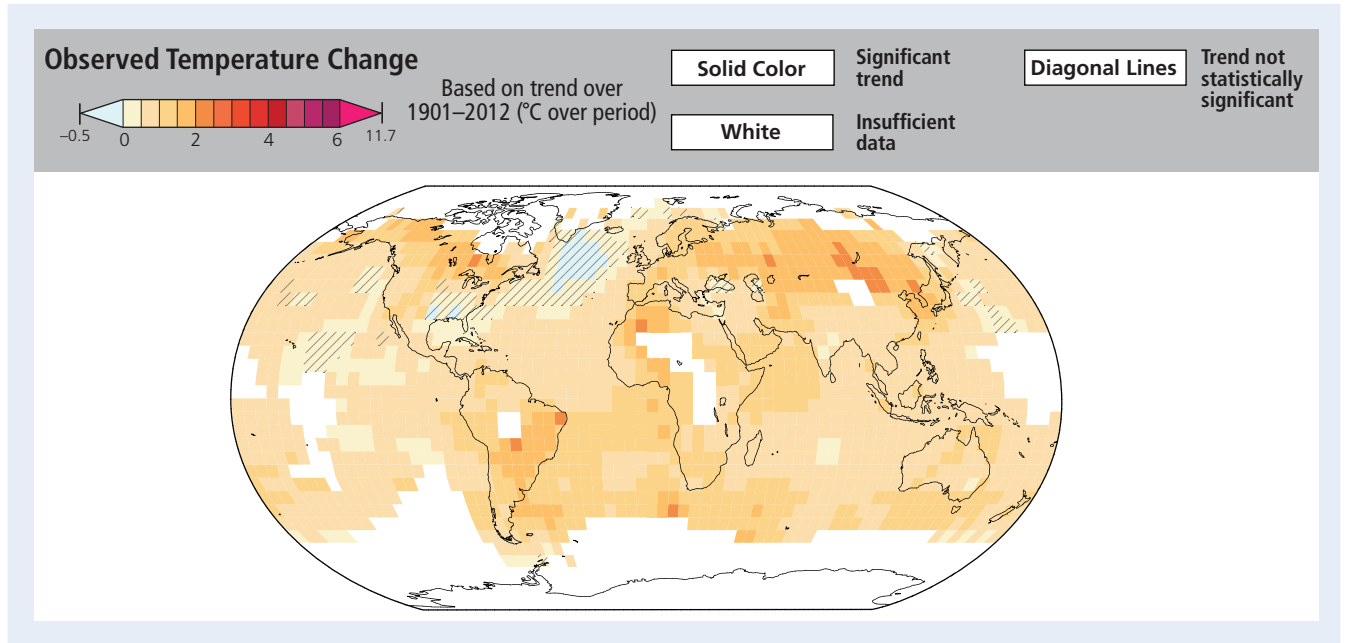 Observed Temperature Change
−0.5 0 2 4 6 11.7
Based on trend over
1901–2012 (°C over period)
Solid Color
Significant
trend
White
Insufficient
data
Diagonal Lines
Trend not
statistically
significant